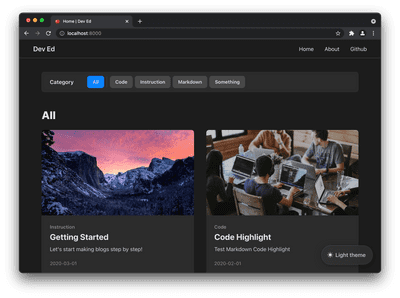 Home | Dev Ed
localhost:8000
Dev Ed
Home About Github
Category All Code Instruction Markdown Something
All
Instruction
Getting Started
Let's start making blogs step by step!
2020-03-01
Code
Code Highlight
Test Markdown Code Highlight
2020-02-01
Light theme